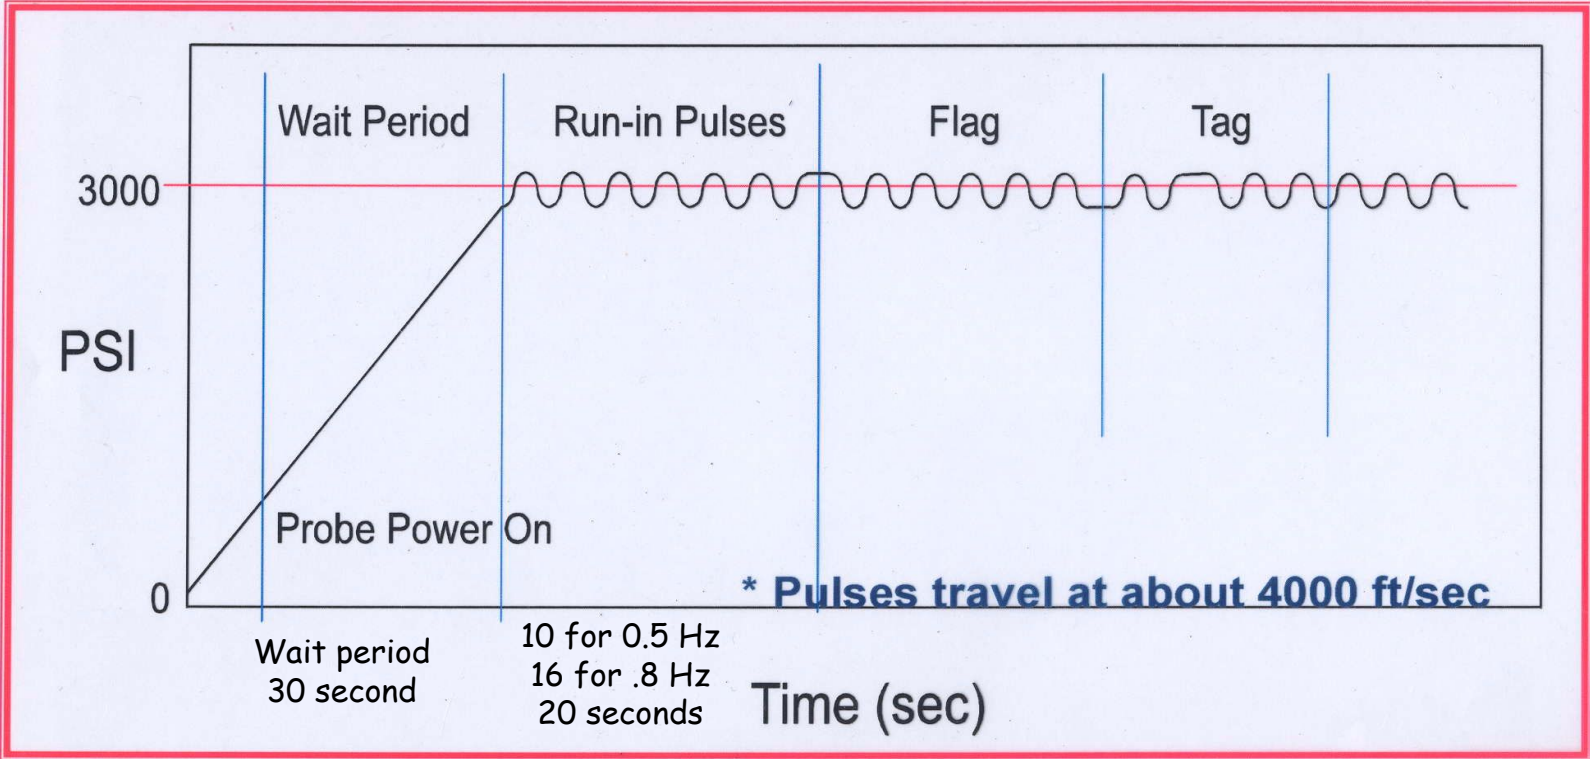 Wait Period
Run-in Pulses
Flag
Tag
3000
PSI
Probe Power On
0
* Pulses travel at about 4000 ft/sec
Wait period
30 second
10 for 0.5 Hz
16 for .8 Hz
20 seconds
Time (sec)